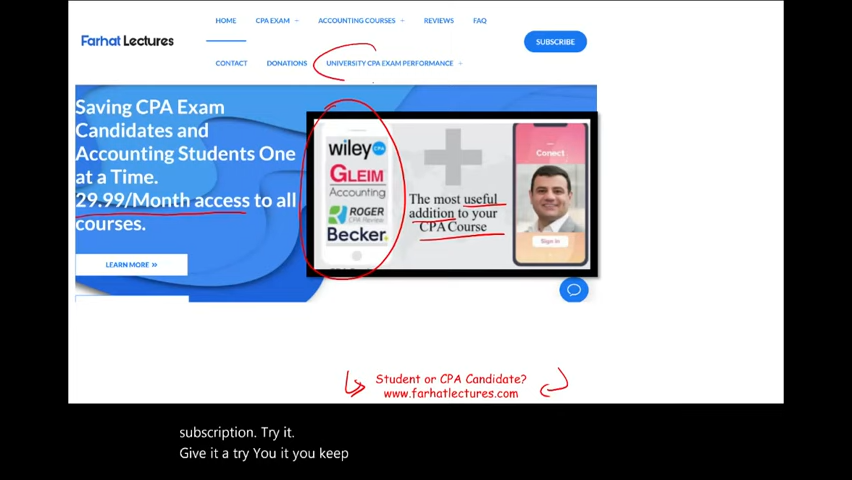 HOME CPA EXAM ACCOUNTING COURSES REVIEWS FAQ
Farhat Lectures
SUBSCRIBE
CONTACT DONATIONS UNIVERSITY CPA EXAM PERFORMANCE
Saving CPA Exam
Candidates and
Accounting Students One
at a Time.
29.99/Month access to all
courses.
LEARN MORE »
wiley CPA
GLEIM
Accounting
ROGER
CPA Review
Becker.
The most useful
addition to your
CPA Course
Conect
Sign in
Student or CPA Candidate?
www.farhatlectures.com
subscription. Try it.
Give it a try You it you keep